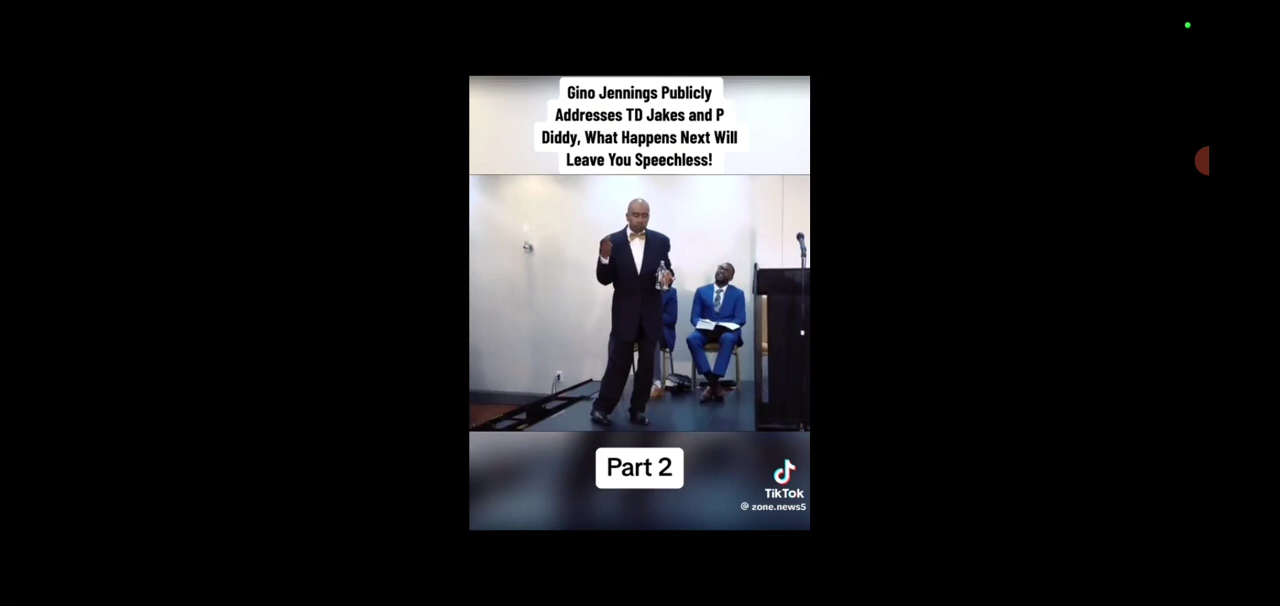 Gino Jennings Publicly
Addresses TD Jakes and P
Diddy, What Happens Next Will
Leave You Speechless!
Part 2
TikTok
@ zone.news5